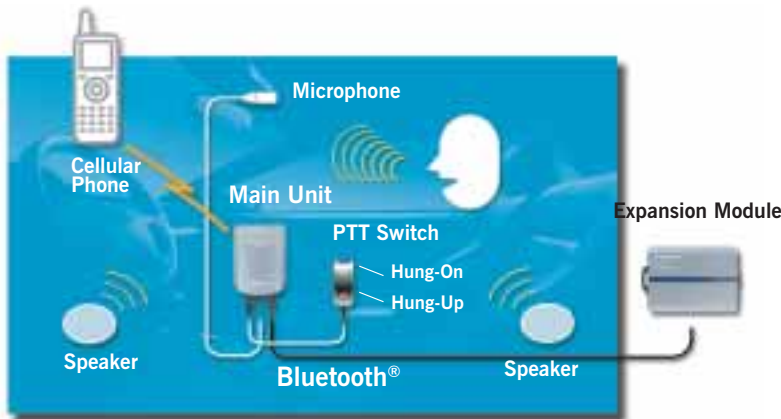 Microphone
Cellular
Phone
Main Unit
Expansion Module
PTT Switch
Hung-On
Hung-Up
Speaker
Bluetooth®
Speaker